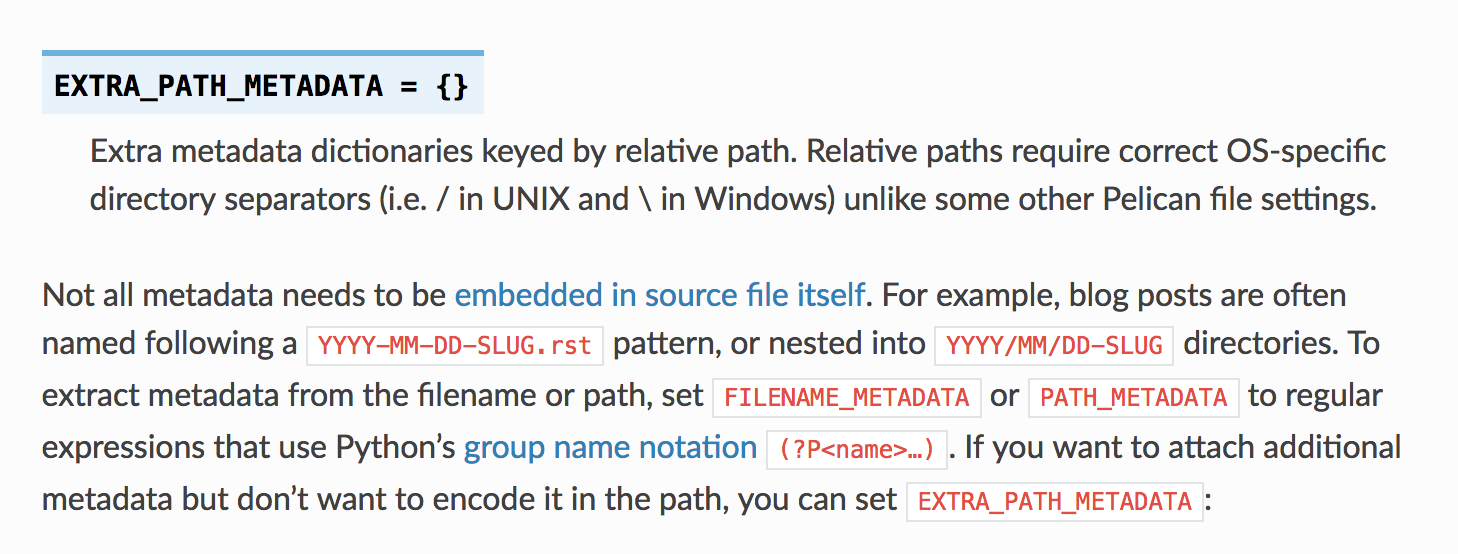 EXTRA_PATH_METADATA = {}
Extra metadata dictionaries keyed by relative path. Relative paths require correct OS-specific
directory separators (i.e. / in UNIX and \ in Windows) unlike some other Pelican file settings.
Not all metadata needs to be embedded in source file itself. For example, blog posts are often
named following a YYYY-MM-DD-SLUG.rst pattern, or nested into YYYY/MM/DD-SLUG directories. To
extract metadata from the filename or path, set FILENAME_METADATA or PATH_METADATA to regular
expressions that use Python’s group name notation (?P<name>…). If you want to attach additional
metadata but don’t want to encode it in the path, you can set EXTRA_PATH_METADATA: